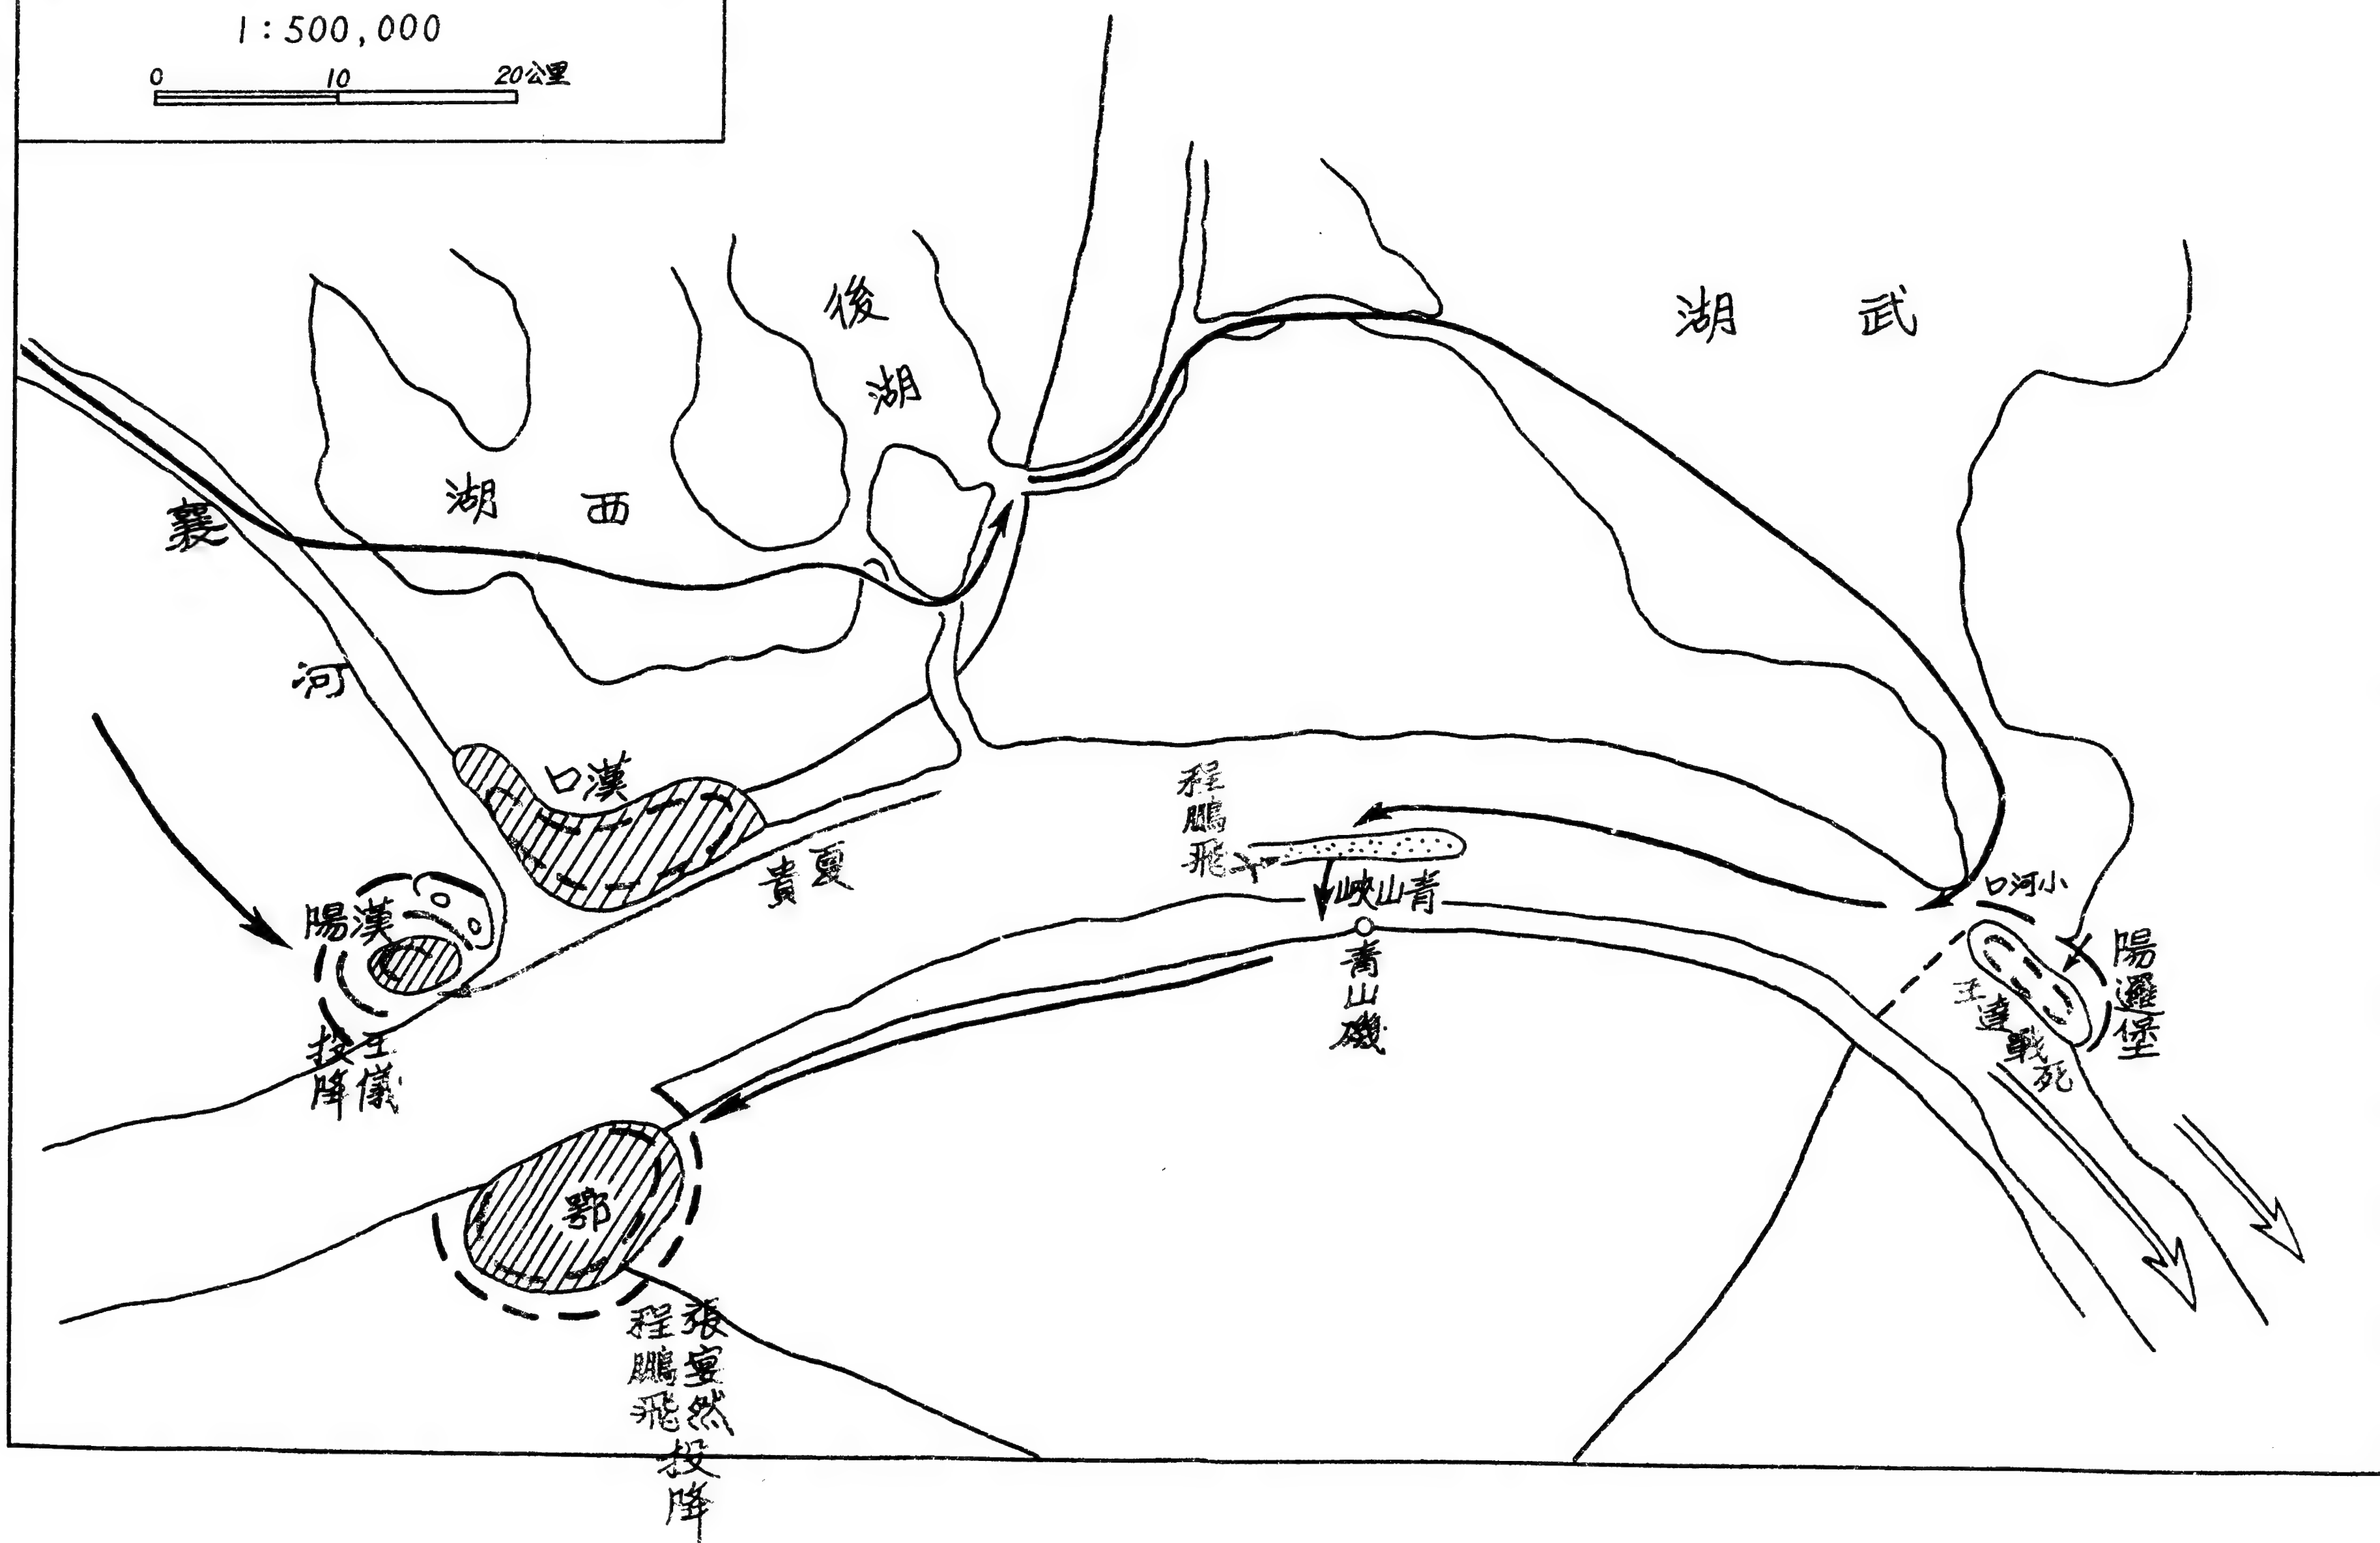 1:500,000
0 10 20公里
後湖
武湖
西湖
襄河
漢口
夏貴
程鵬飛
青山峽
青山磯
小河口
陽邏堡
王達戰死
漢陽
王儀
投降
鄂
張宴然
程鵬飛
投降